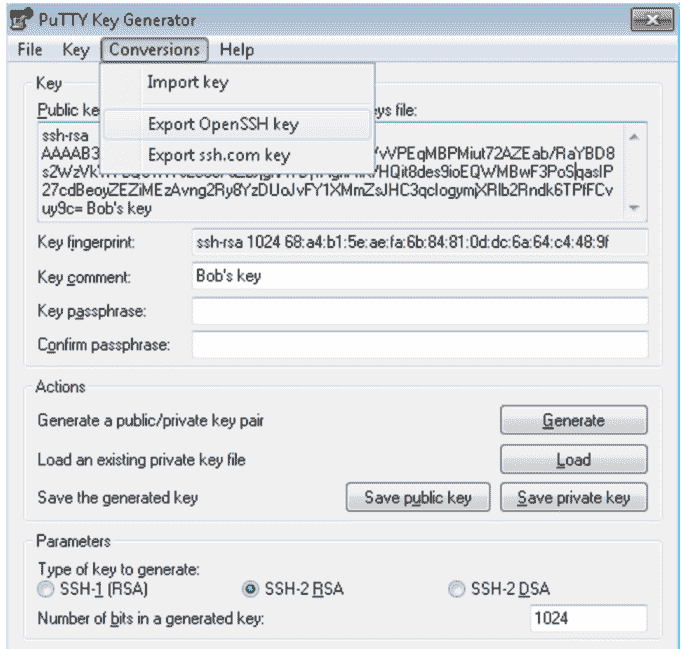 PuTTY Key Generator
File Key Conversions Help
Import key
Export OpenSSH key
Export ssh.com key
Key
Public ke ys file:
ssh-rsa
AAAAB3 vVPEqMBPMiut72AZEab/RaYBD8
27cdBeoyZEZiMEzAvng2Ry8YzDUoJvFY1XMmZsJHC3qclogymjXRlb2Rndk6TPfFCv
uy9c= Bob's key
Key fingerprint: ssh-rsa 1024 68:a4:b1:5e:ae:fa:6b:84:81:0d:dc:6a:64:c4:48:9f
Key comment: Bob's key
Key passphrase:
Confirm passphrase:
Actions
Generate a public/private key pair Generate
Load an existing private key file Load
Save the generated key Save public key Save private key
Parameters
Type of key to generate:
SSH-1 (RSA) SSH-2 RSA SSH-2 DSA
Number of bits in a generated key: 1024